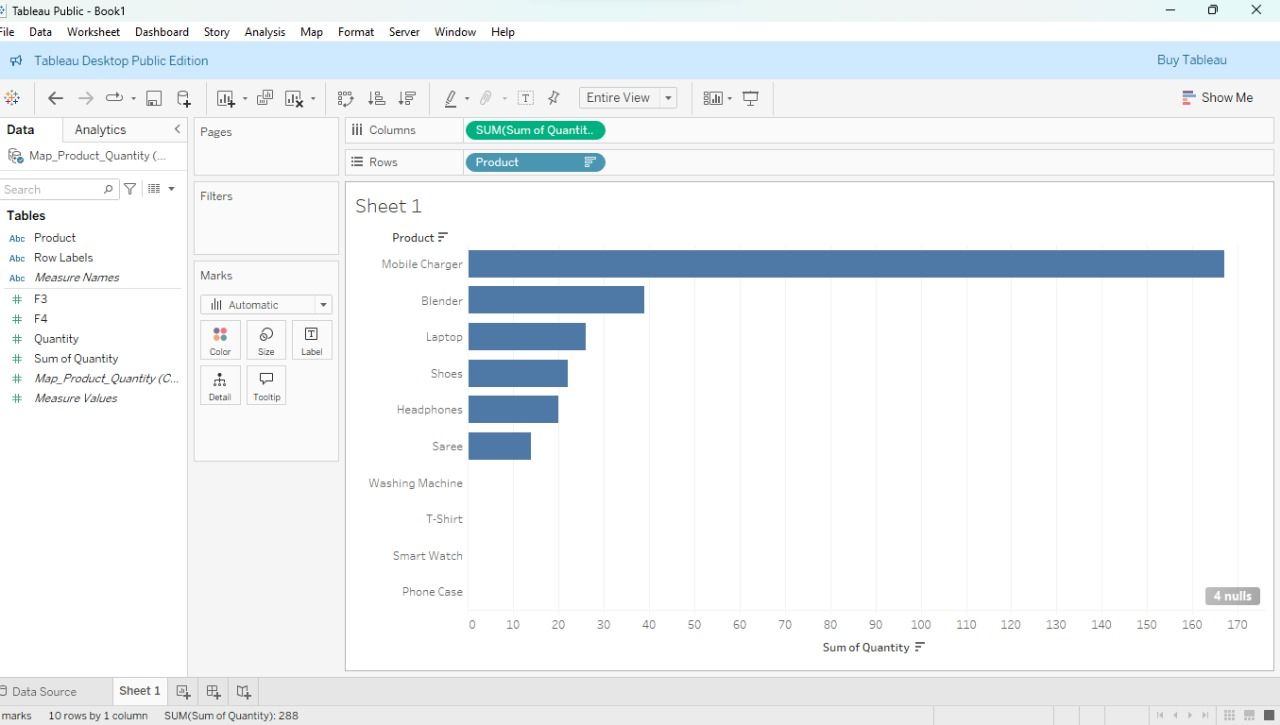 Tableau Public - Book1
File Data Worksheet Dashboard Story Analysis Map Format Server Window Help
Tableau Desktop Public Edition Buy Tableau
Entire View Show Me
Data Analytics
Pages
Columns SUM(Sum of Quantit..
Map_Product_Quantity (...
Rows Product
Search
Filters
Sheet 1
Tables
Abc Product
Abc Row Labels
Abc Measure Names
# F3
# F4
# Quantity
# Sum of Quantity
# Map_Product_Quantity (C...
# Measure Values
Marks
Automatic
Color Size Label
Detail Tooltip
Product
Mobile Charger
Blender
Laptop
Shoes
Headphones
Saree
Washing Machine
T-Shirt
Smart Watch
Phone Case
4 nulls
0 10 20 30 40 50 60 70 80 90 100 110 120 130 140 150 160 170
Sum of Quantity
Data Source Sheet 1
marks 10 rows by 1 column SUM(Sum of Quantity): 288